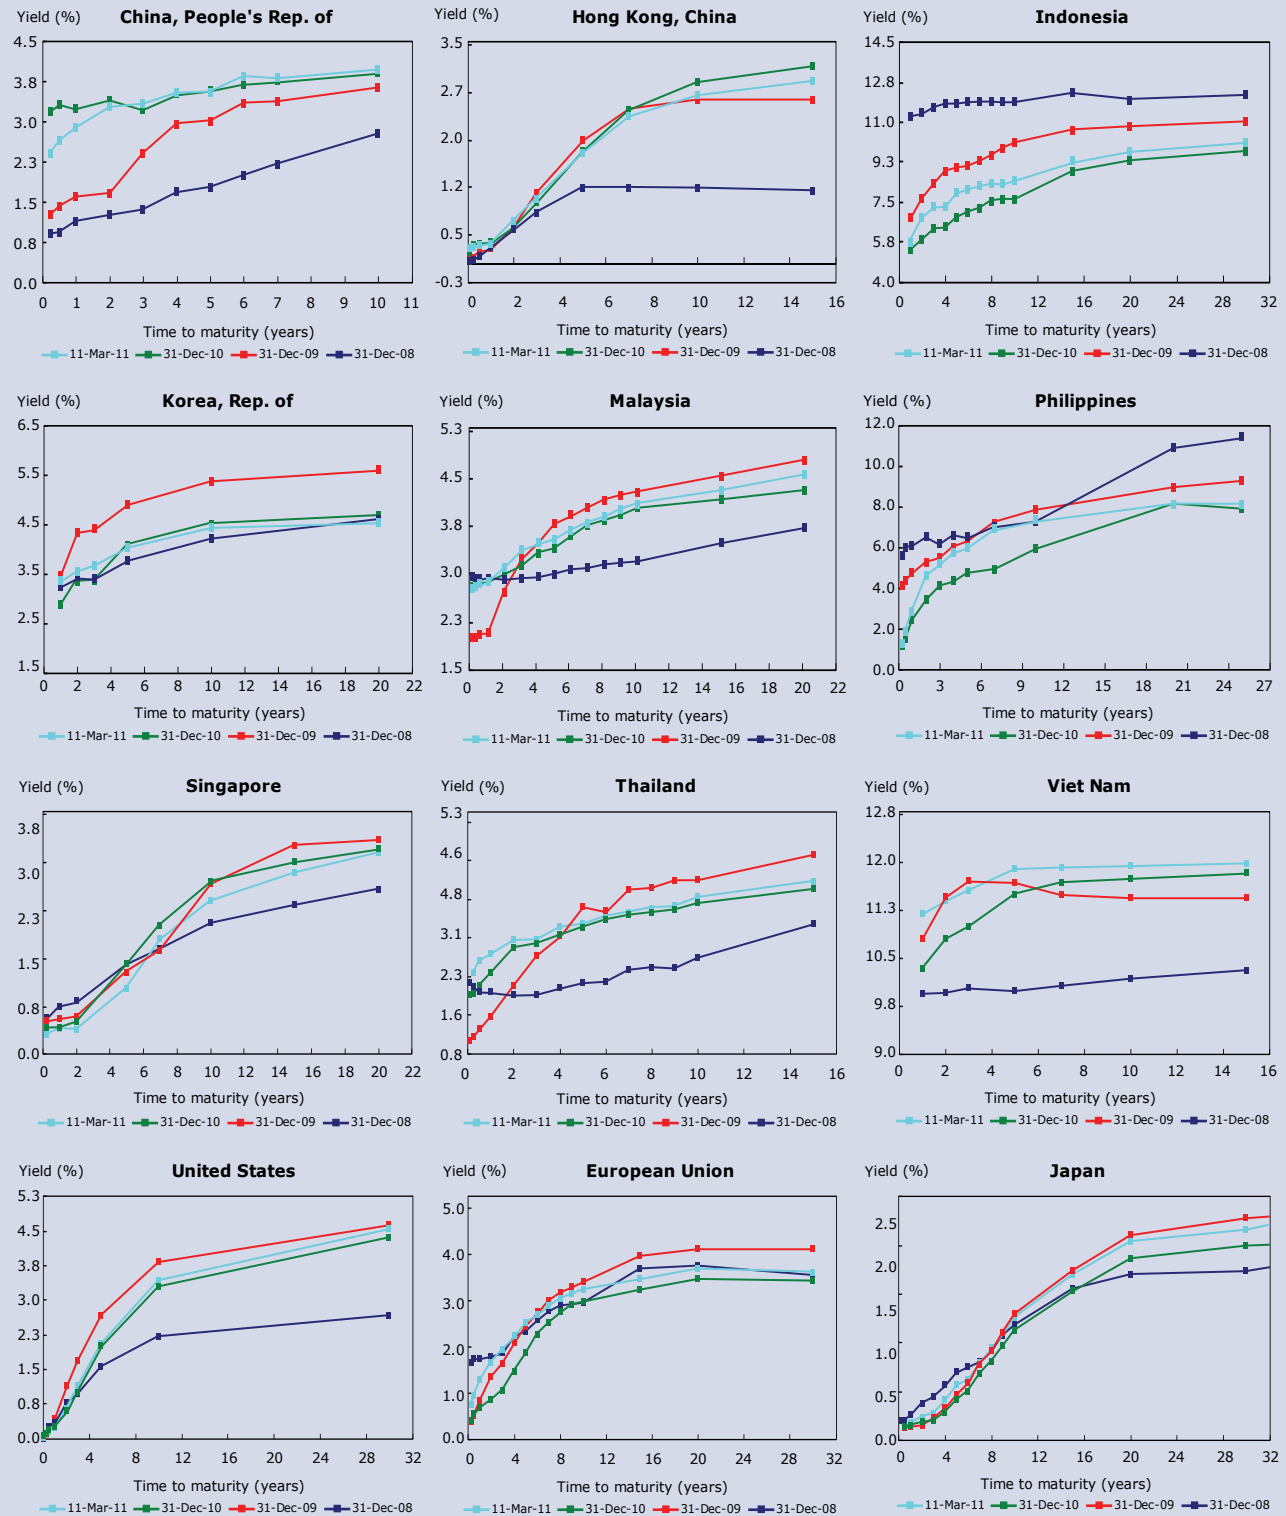 Yield (%) China, People's Rep. of
4.5
3.8
3.0
2.3
1.5
0.8
0.0
0 1 2 3 4 5 6 7 8 9 10 11
Time to maturity (years)
11-Mar-11 31-Dec-10 31-Dec-09 31-Dec-08
Yield (%) Hong Kong, China
3.5
2.7
2.0
1.2
0.5
-0.3
0 2 4 6 8 10 12 14 16
Time to maturity (years)
11-Mar-11 31-Dec-10 31-Dec-09 31-Dec-08
Yield (%) Indonesia
14.5
12.8
11.0
9.3
7.5
5.8
4.0
0 4 8 12 16 20 24 28 32
Time to maturity (years)
11-Mar-11 31-Dec-10 31-Dec-09 31-Dec-08
Yield (%) Korea, Rep. of
6.5
5.5
4.5
3.5
2.5
1.5
0 2 4 6 8 10 12 14 16 18 20 22
Time to maturity (years)
11-Mar-11 31-Dec-10 31-Dec-09 31-Dec-08
Yield (%) Malaysia
5.3
4.5
3.8
3.0
2.3
1.5
0 2 4 6 8 10 12 14 16 18 20 22
Time to maturity (years)
11-Mar-11 31-Dec-10 31-Dec-09 31-Dec-08
Yield (%) Philippines
12.0
10.0
8.0
6.0
4.0
2.0
0.0
0 3 6 9 12 15 18 21 24 27
Time to maturity (years)
11-Mar-11 31-Dec-10 31-Dec-09 31-Dec-08
Yield (%) Singapore
3.8
3.0
2.3
1.5
0.8
0.0
0 2 4 6 8 10 12 14 16 18 20 22
Time to maturity (years)
11-Mar-11 31-Dec-10 31-Dec-09 31-Dec-08
Yield (%) Thailand
5.3
4.6
4.8
3.1
2.3
1.6
0.8
0 2 4 6 8 10 12 14 16
Time to maturity (years)
11-Mar-11 31-Dec-10 31-Dec-09 31-Dec-08
Yield (%) Viet Nam
12.8
12.0
11.3
10.5
9.8
9.0
0 2 4 6 8 10 12 14 16
Time to maturity (years)
11-Mar-11 31-Dec-10 31-Dec-09 31-Dec-08
Yield (%) United States
5.3
4.5
3.8
3.0
2.3
1.5
0.8
0.0
0 4 8 12 16 20 24 28 32
Time to maturity (years)
11-Mar-11 31-Dec-10 31-Dec-09 31-Dec-08
Yield (%) European Union
5.0
4.0
3.0
2.0
1.0
0.0
0 2 4 6 8 10 12 14 16 18 20 30 32
Time to maturity (years)
11-Mar-11 31-Dec-10 31-Dec-09 31-Dec-08
Yield (%) Japan
2.5
2.0
1.5
1.0
0.5
0.0
0 2 4 6 8 10 12 14 16 18 20 30 32
Time to maturity (years)
11-Mar-11 31-Dec-10 31-Dec-09 31-Dec-08